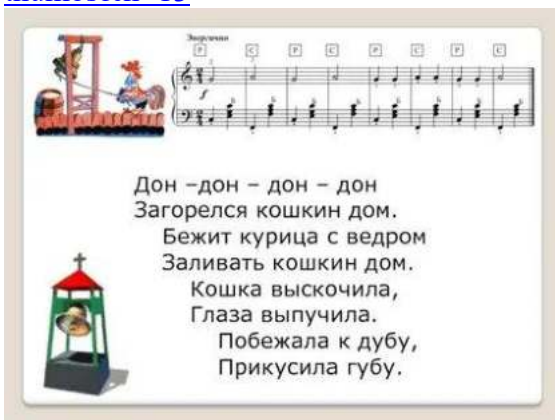 Энергично
Р С Р Р Р С Р С
f
Дон –дон – дон – дон
Загорелся кошкин дом.
Бежит курица с ведром
Заливать кошкин дом.
Кошка выскочила,
Глаза выпучила.
Побежала к дубу,
Прикусила губу.